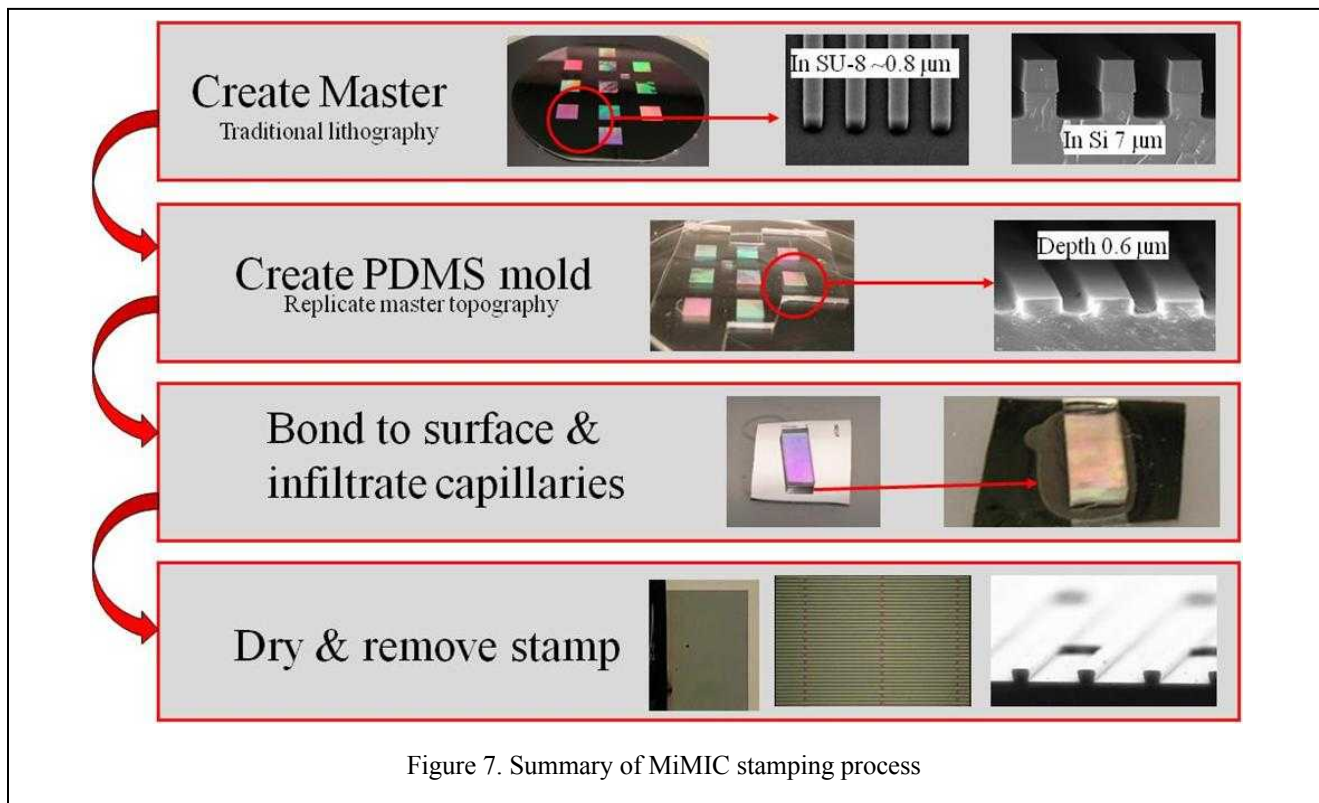 Create Master
Traditional lithography
In SU-8 ~0.8 μm
In Si 7 μm
Create PDMS mold
Replicate master topography
Depth 0.6 μm
Bond to surface &
infiltrate capillaries
Dry & remove stamp
Figure 7. Summary of MiMIC stamping process